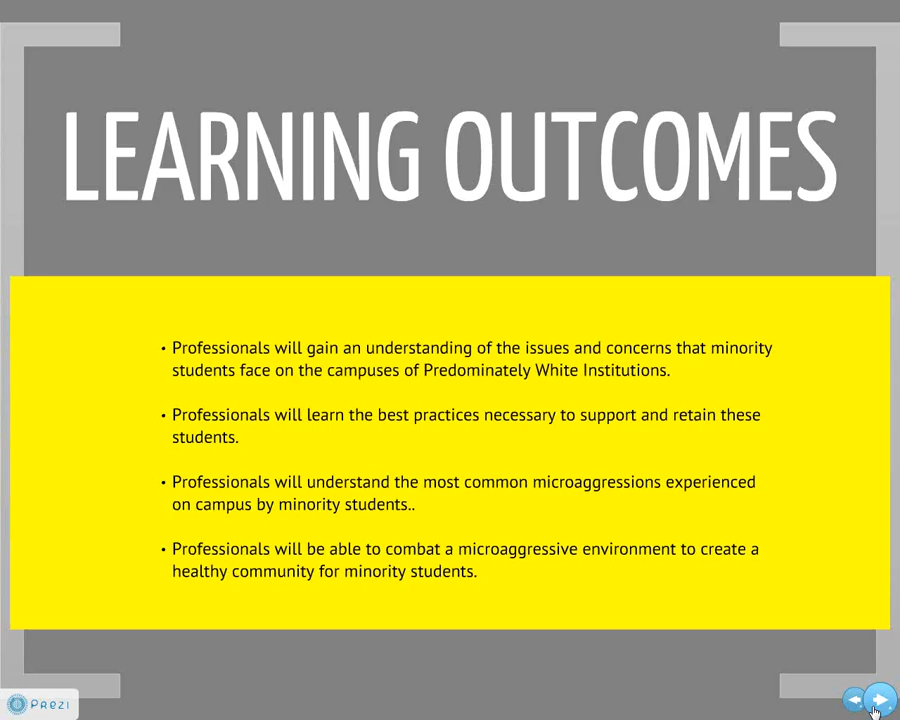 LEARNING OUTCOMES
• Professionals will gain an understanding of the issues and concerns that minority
students face on the campuses of Predominately White Institutions.
• Professionals will learn the best practices necessary to support and retain these
students.
• Professionals will understand the most common microaggressions experienced
on campus by minority students..
• Professionals will be able to combat a microaggressive environment to create a
healthy community for minority students.
PREZI